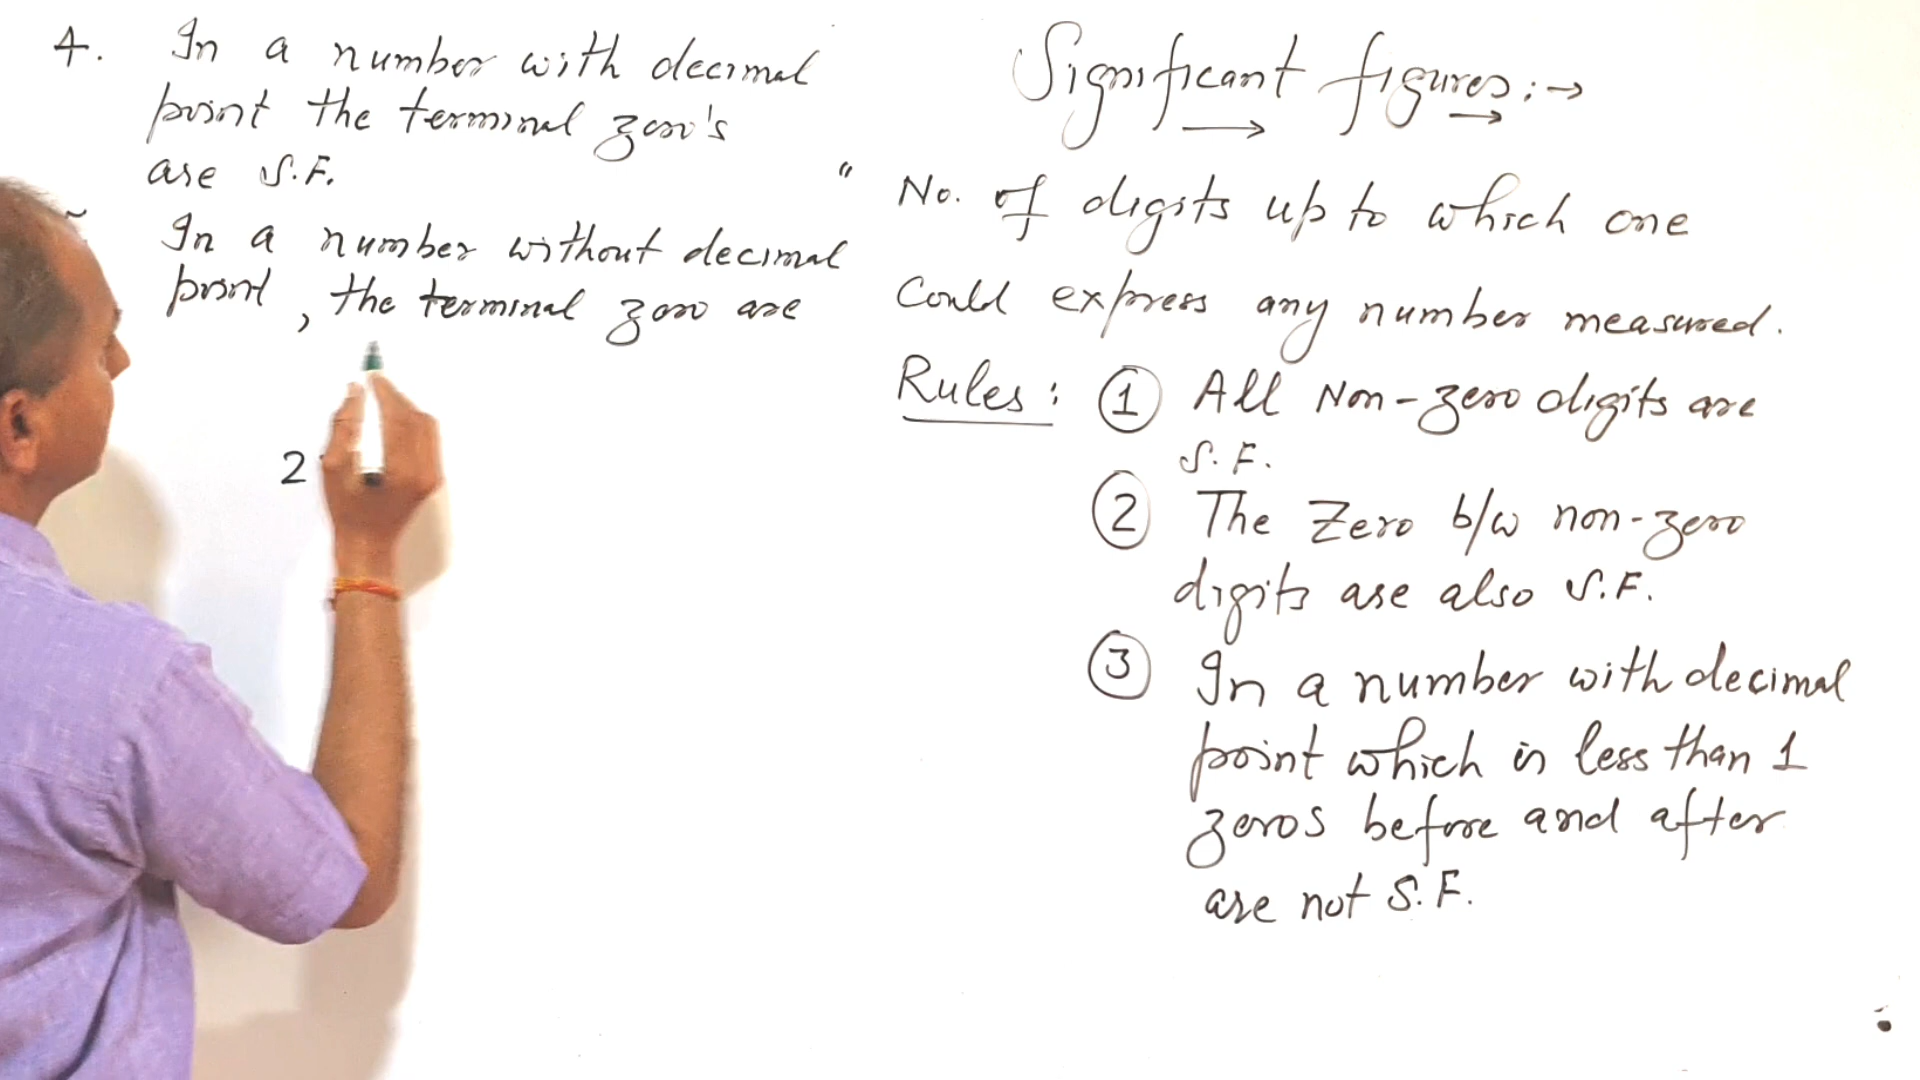 Significant figures :→
" No. of digits up to which one
Could express any number measured.
Rules : ① All Non-zero digits are
S.F.
② The Zero b/w non-zero
digits are also S.F.
③ In a number with decimal
point which is less than 1
zeros before and after
are not S.F.
4. In a number with decimal
point the terminal zero's
are S.F.
In a number without decimal
point, the terminal zero are
2